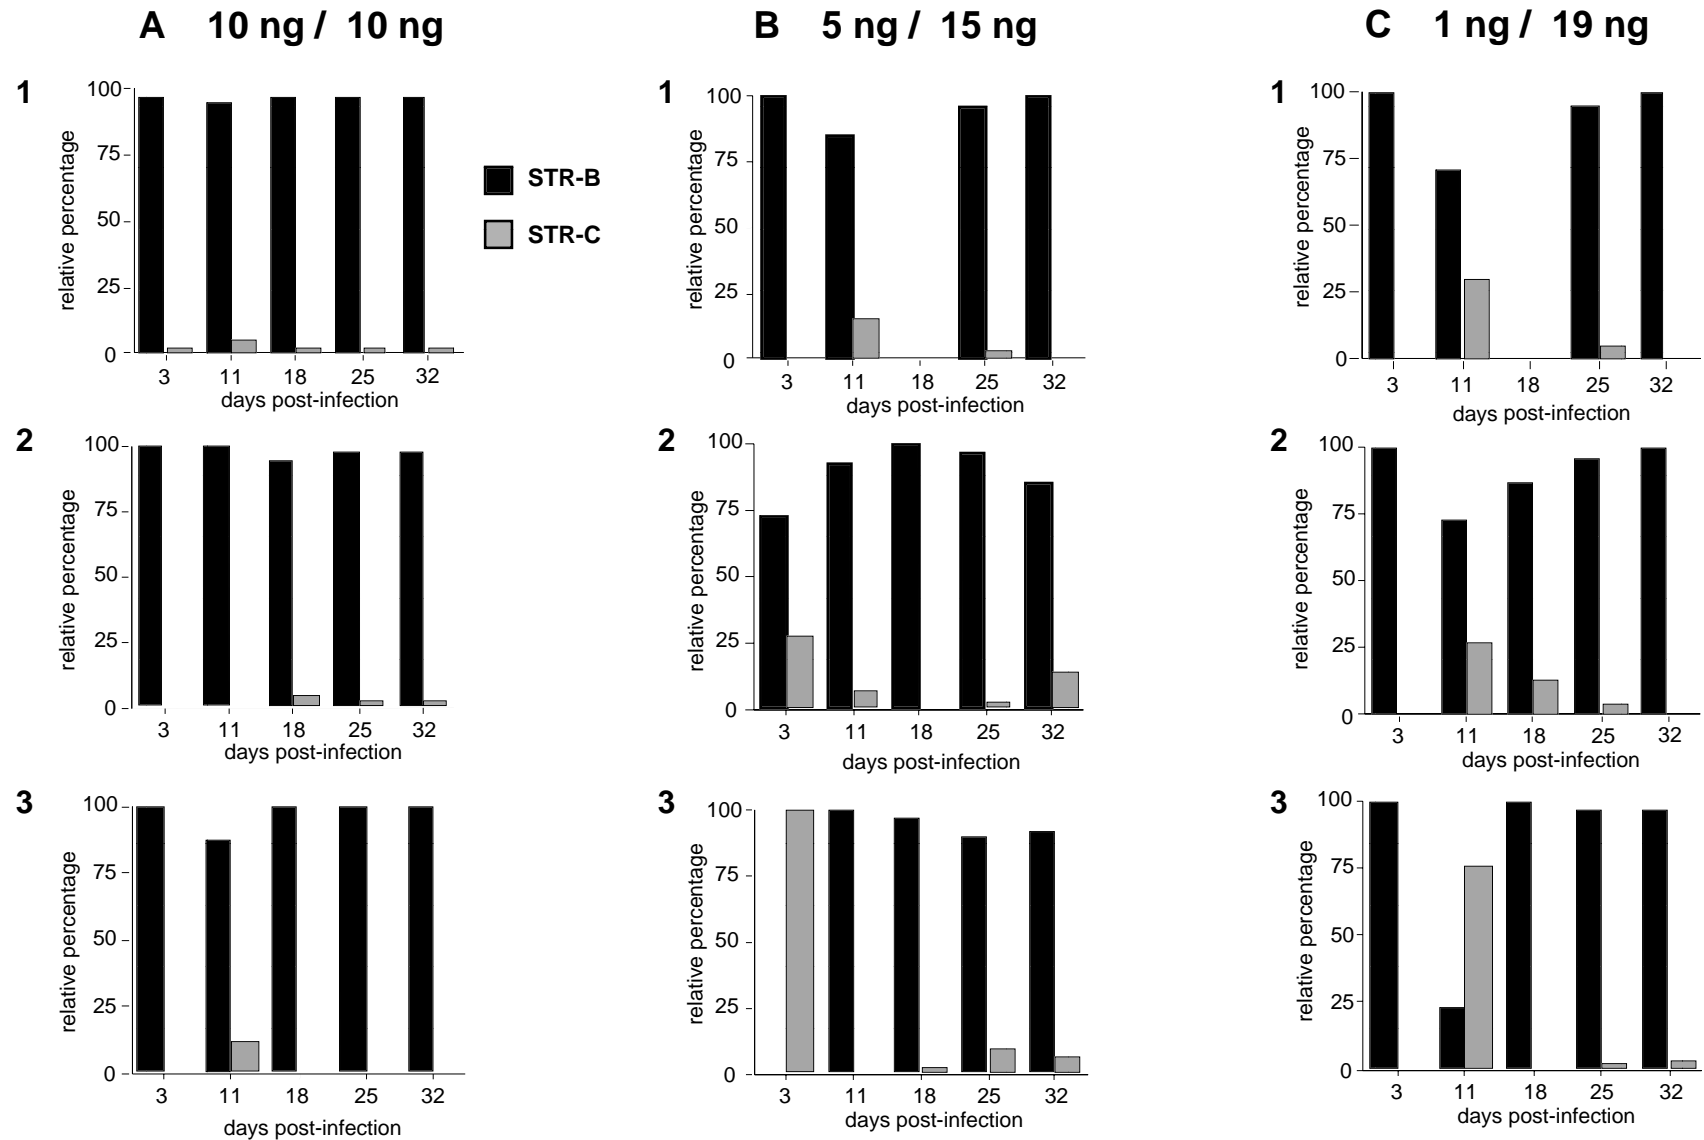 A 10 ng / 10 ng
B 5 ng / 15 ng
C 1 ng / 19 ng
1
relative percentage
100
75
50
25
0
3 11 18 25 32
days post-infection
STR-B
STR-C
1
relative percentage
100
75
50
25
0
3 11 18 25 32
days post-infection
1
relative percentage
100
75
50
25
0
3 11 18 25 32
days post-infection
2
relative percentage
100
75
50
25
0
3 11 18 25 32
days post-infection
2
relative percentage
100
75
50
25
0
3 11 18 25 32
days post-infection
2
relative percentage
100
75
50
25
0
3 11 18 25 32
days post-infection
3
relative percentage
100
75
50
25
0
3 11 18 25 32
days post-infection
3
relative percentage
100
75
50
25
0
3 11 18 25 32
days post-infection
3
relative percentage
100
75
50
25
0
3 11 18 25 32
days post-infection